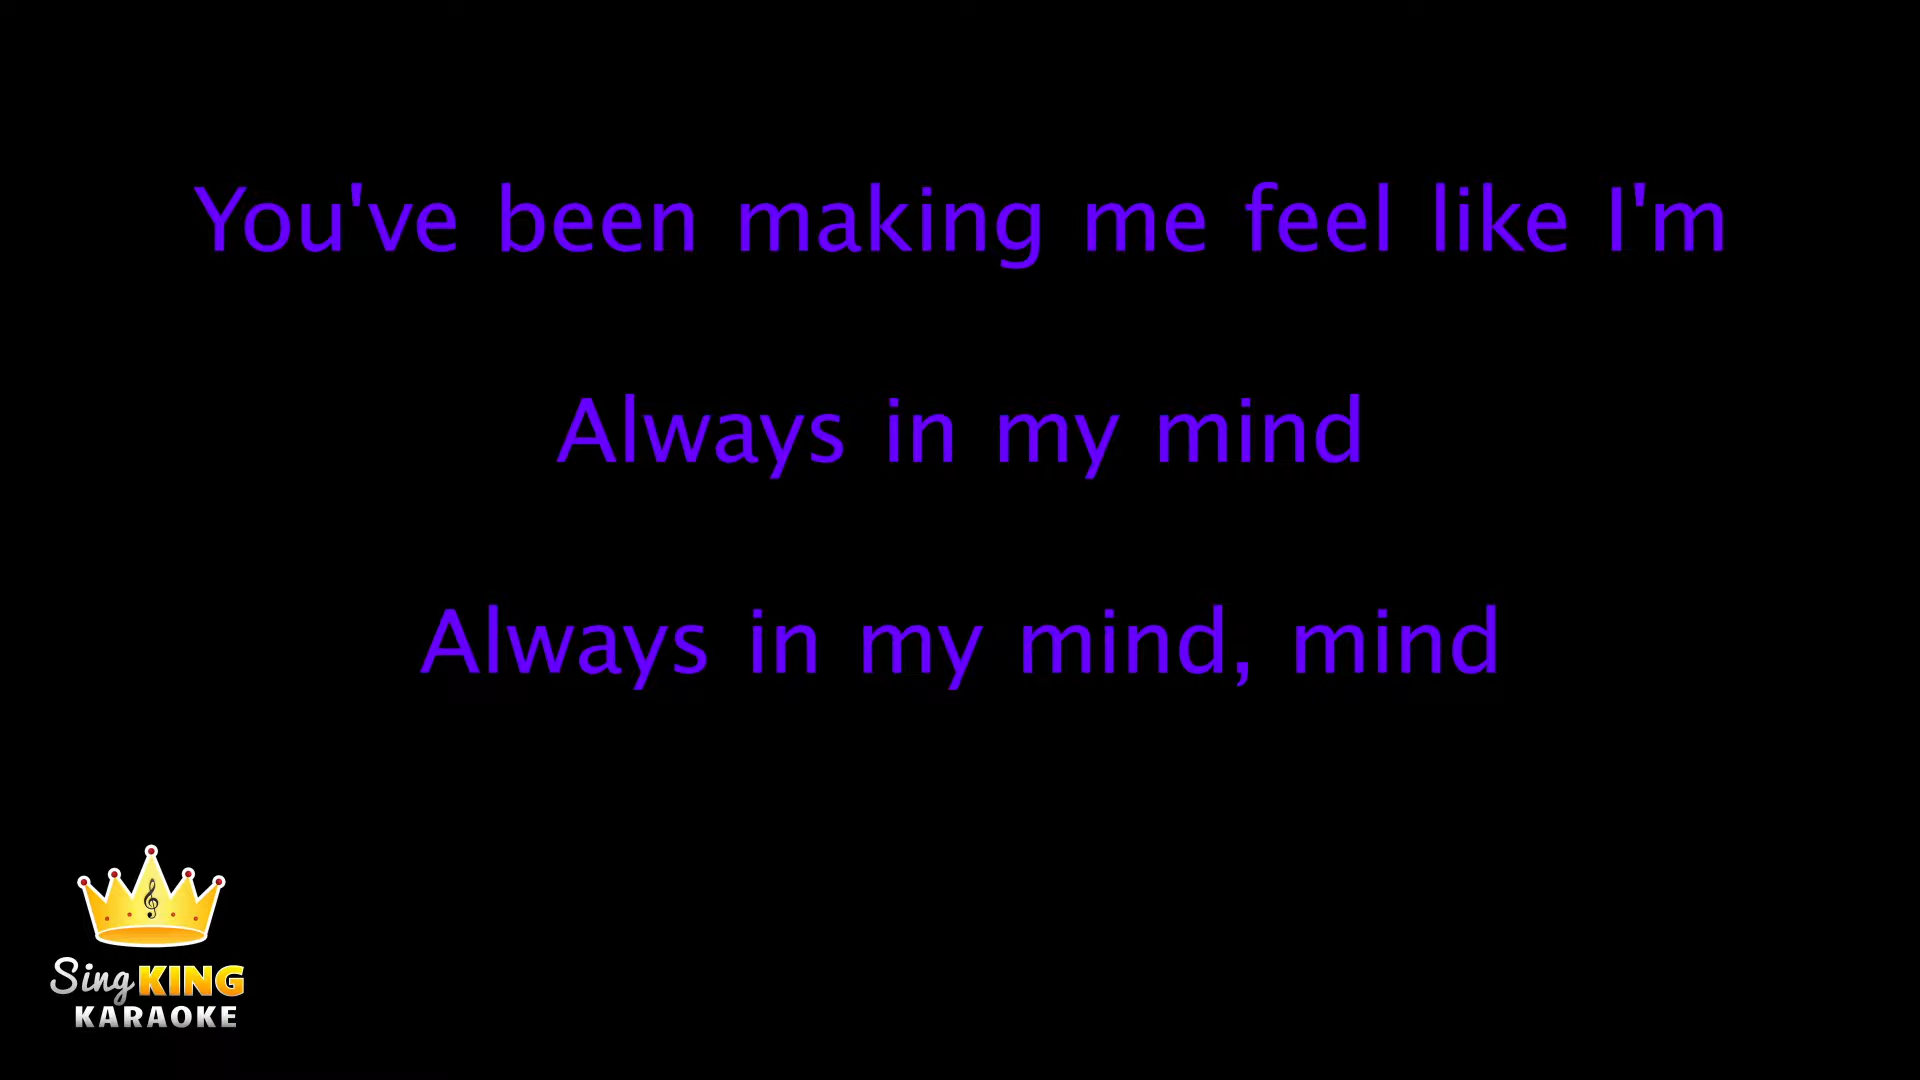 You've been making me feel like I'm
Always in my mind
Always in my mind, mind
Sing KING
KARAOKE